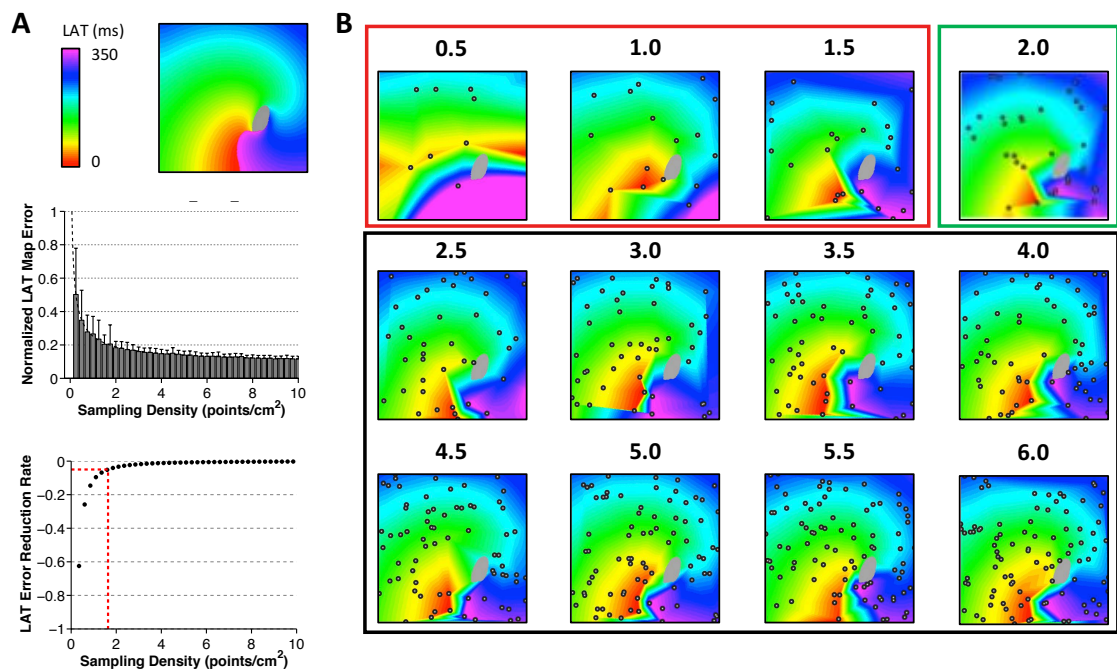 A
LAT (ms)
350
0
Normalized LAT Map Error
1
0.8
0.6
0.4
0.2
0
0 2 4 6 8 10
Sampling Density (points/cm²)
LAT Error Reduction Rate
0
−0.2
−0.4
−0.6
−0.8
−1
0 2 4 6 8 10
Sampling Density (points/cm²)
B
0.5 1.0 1.5 2.0
2.5 3.0 3.5 4.0
4.5 5.0 5.5 6.0